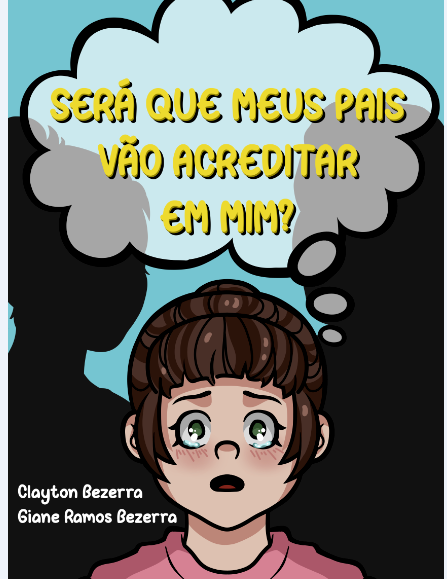 SERÁ QUE MEUS PAIS
VÃO ACREDITAR
EM MIM?
Clayton Bezerra
Giane Ramos Bezerra